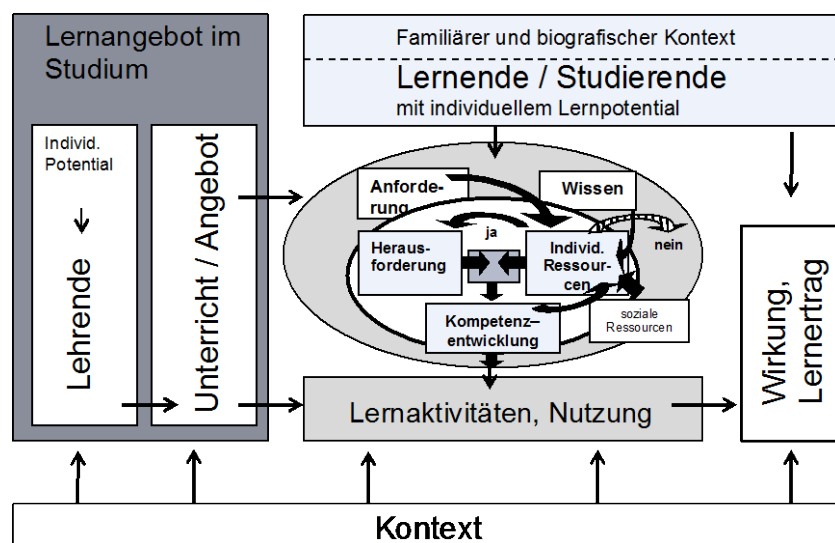 Lernangebot im
Studium
Individ.
Potential
Lehrende
Unterricht / Angebot
Familiärer und biografischer Kontext
Lernende / Studierende
mit individuellem Lernpotential
Anforde-
rung
Wissen
ja
nein
Heraus-
forderung
Individ.
Ressour-
cen
Kompetenz–
entwicklung
soziale
Ressourcen
Lernaktivitäten, Nutzung
Wirkung,
Lernertrag
Kontext